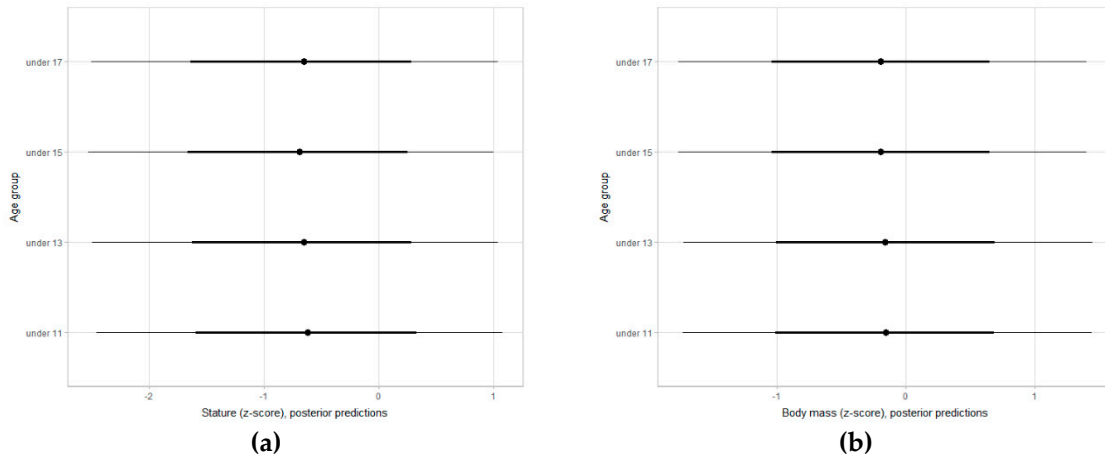 under 17
under 15
under 13
under 11
Age group
-2 -1 0 1
Stature (z-score), posterior predictions
(a)
under 17
under 15
under 13
under 11
Age group
-1 0 1
Body mass (z-score), posterior predictions
(b)